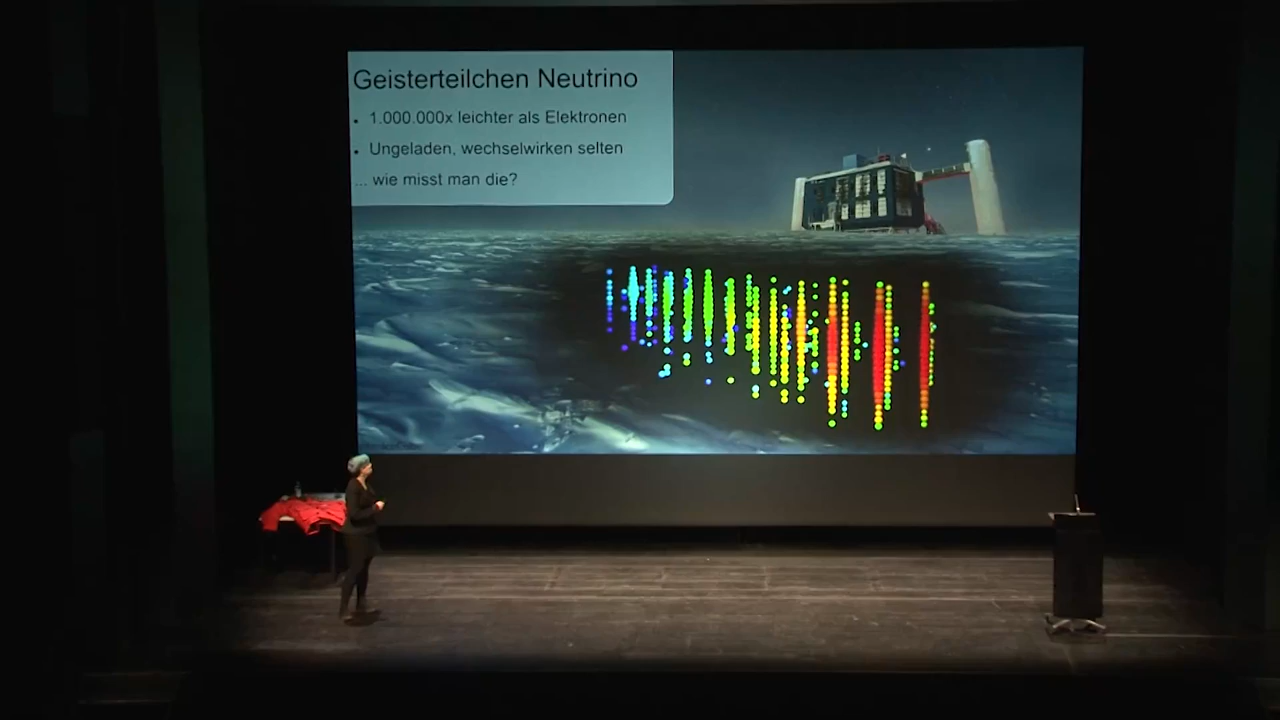 Geisterteilchen Neutrino
• 1.000.000x leichter als Elektronen
• Ungeladen, wechselwirken selten
... wie misst man die?